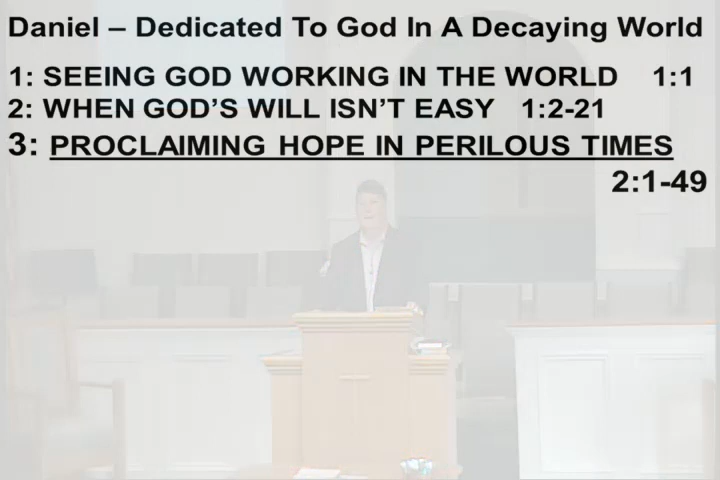 Daniel – Dedicated To God In A Decaying World
1: SEEING GOD WORKING IN THE WORLD 1:1
2: WHEN GOD'S WILL ISN'T EASY 1:2-21
3: PROCLAIMING HOPE IN PERILOUS TIMES
2:1-49